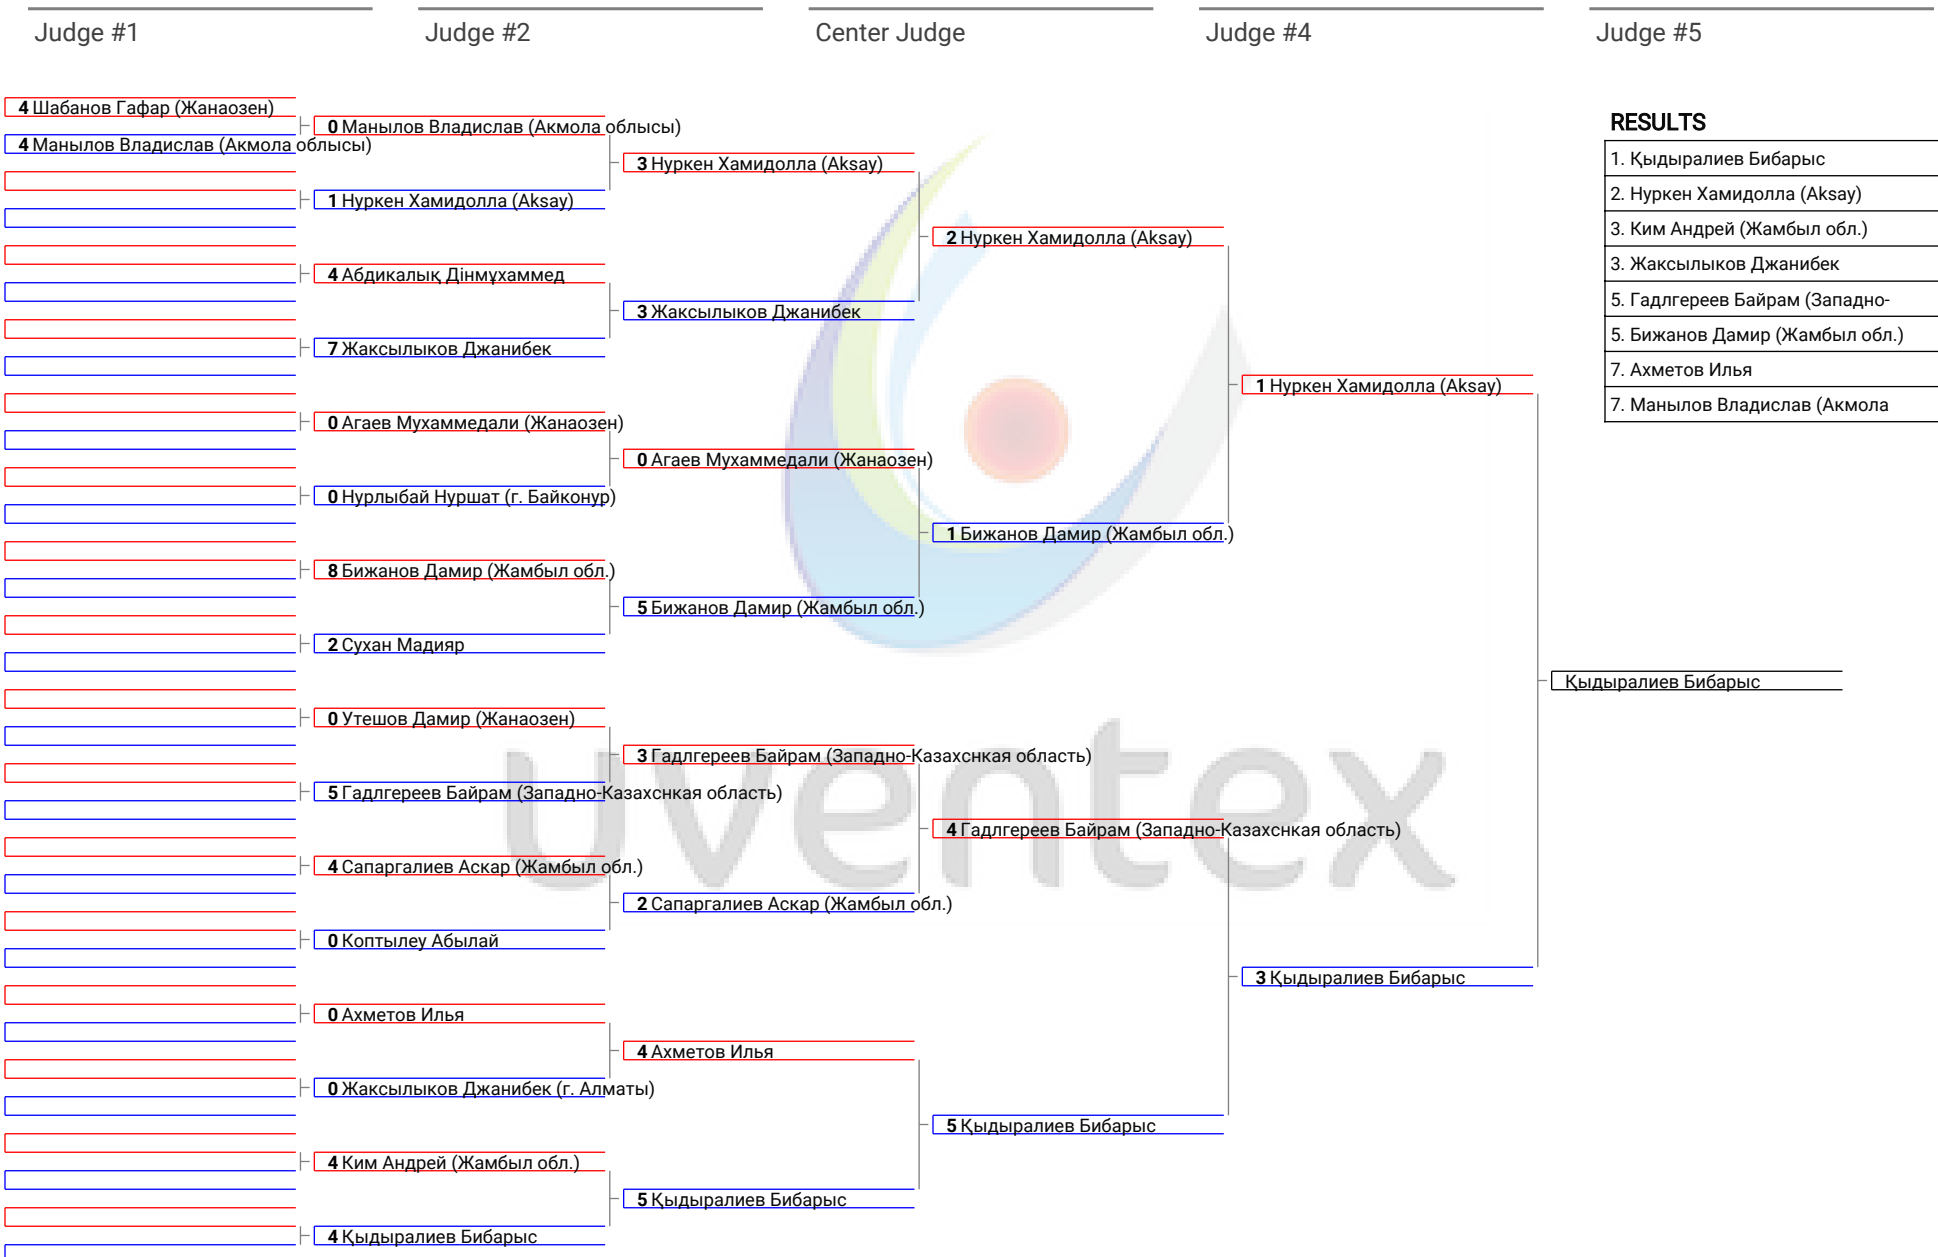 Judge #1
Judge #2
Center Judge
Judge #4
Judge #5
4 Шабанов Гафар (Жанаозен)
4 Манылов Владислав (Акмола облысы)
0 Манылов Владислав (Акмола облысы)
1 Нуркен Хамидолла (Aksay)
4 Абдикалық Дінмұхаммед
7 Жаксылыков Джанибек
0 Агаев Мухаммедали (Жанаозен)
0 Нурлыбай Нуршат (г. Байконур)
8 Бижанов Дамир (Жамбыл обл.)
2 Сухан Мадияр
0 Утешов Дамир (Жанаозен)
5 Гадлгереев Байрам (Западно-Казахснкая область)
4 Сапаргалиев Аскар (Жамбыл обл.)
0 Коптылеу Абылай
0 Ахметов Илья
0 Жаксылыков Джанибек (г. Алматы)
4 Ким Андрей (Жамбыл обл.)
4 Қыдыралиев Бибарыс
3 Нуркен Хамидолла (Aksay)
3 Жаксылыков Джанибек
0 Агаев Мухаммедали (Жанаозен)
5 Бижанов Дамир (Жамбыл обл.)
3 Гадлгереев Байрам (Западно-Казахснкая область)
2 Сапаргалиев Аскар (Жамбыл обл.)
4 Ахметов Илья
5 Қыдыралиев Бибарыс
2 Нуркен Хамидолла (Aksay)
1 Бижанов Дамир (Жамбыл обл.)
4 Гадлгереев Байрам (Западно-Казахснкая область)
5 Қыдыралиев Бибарыс
1 Нуркен Хамидолла (Aksay)
3 Қыдыралиев Бибарыс
Қыдыралиев Бибарыс
RESULTS
1. Қыдыралиев Бибарыс
2. Нуркен Хамидолла (Aksay)
3. Ким Андрей (Жамбыл обл.)
3. Жаксылыков Джанибек
5. Гадлгереев Байрам (Западно-
5. Бижанов Дамир (Жамбыл обл.)
7. Ахметов Илья
7. Манылов Владислав (Акмола
uventex